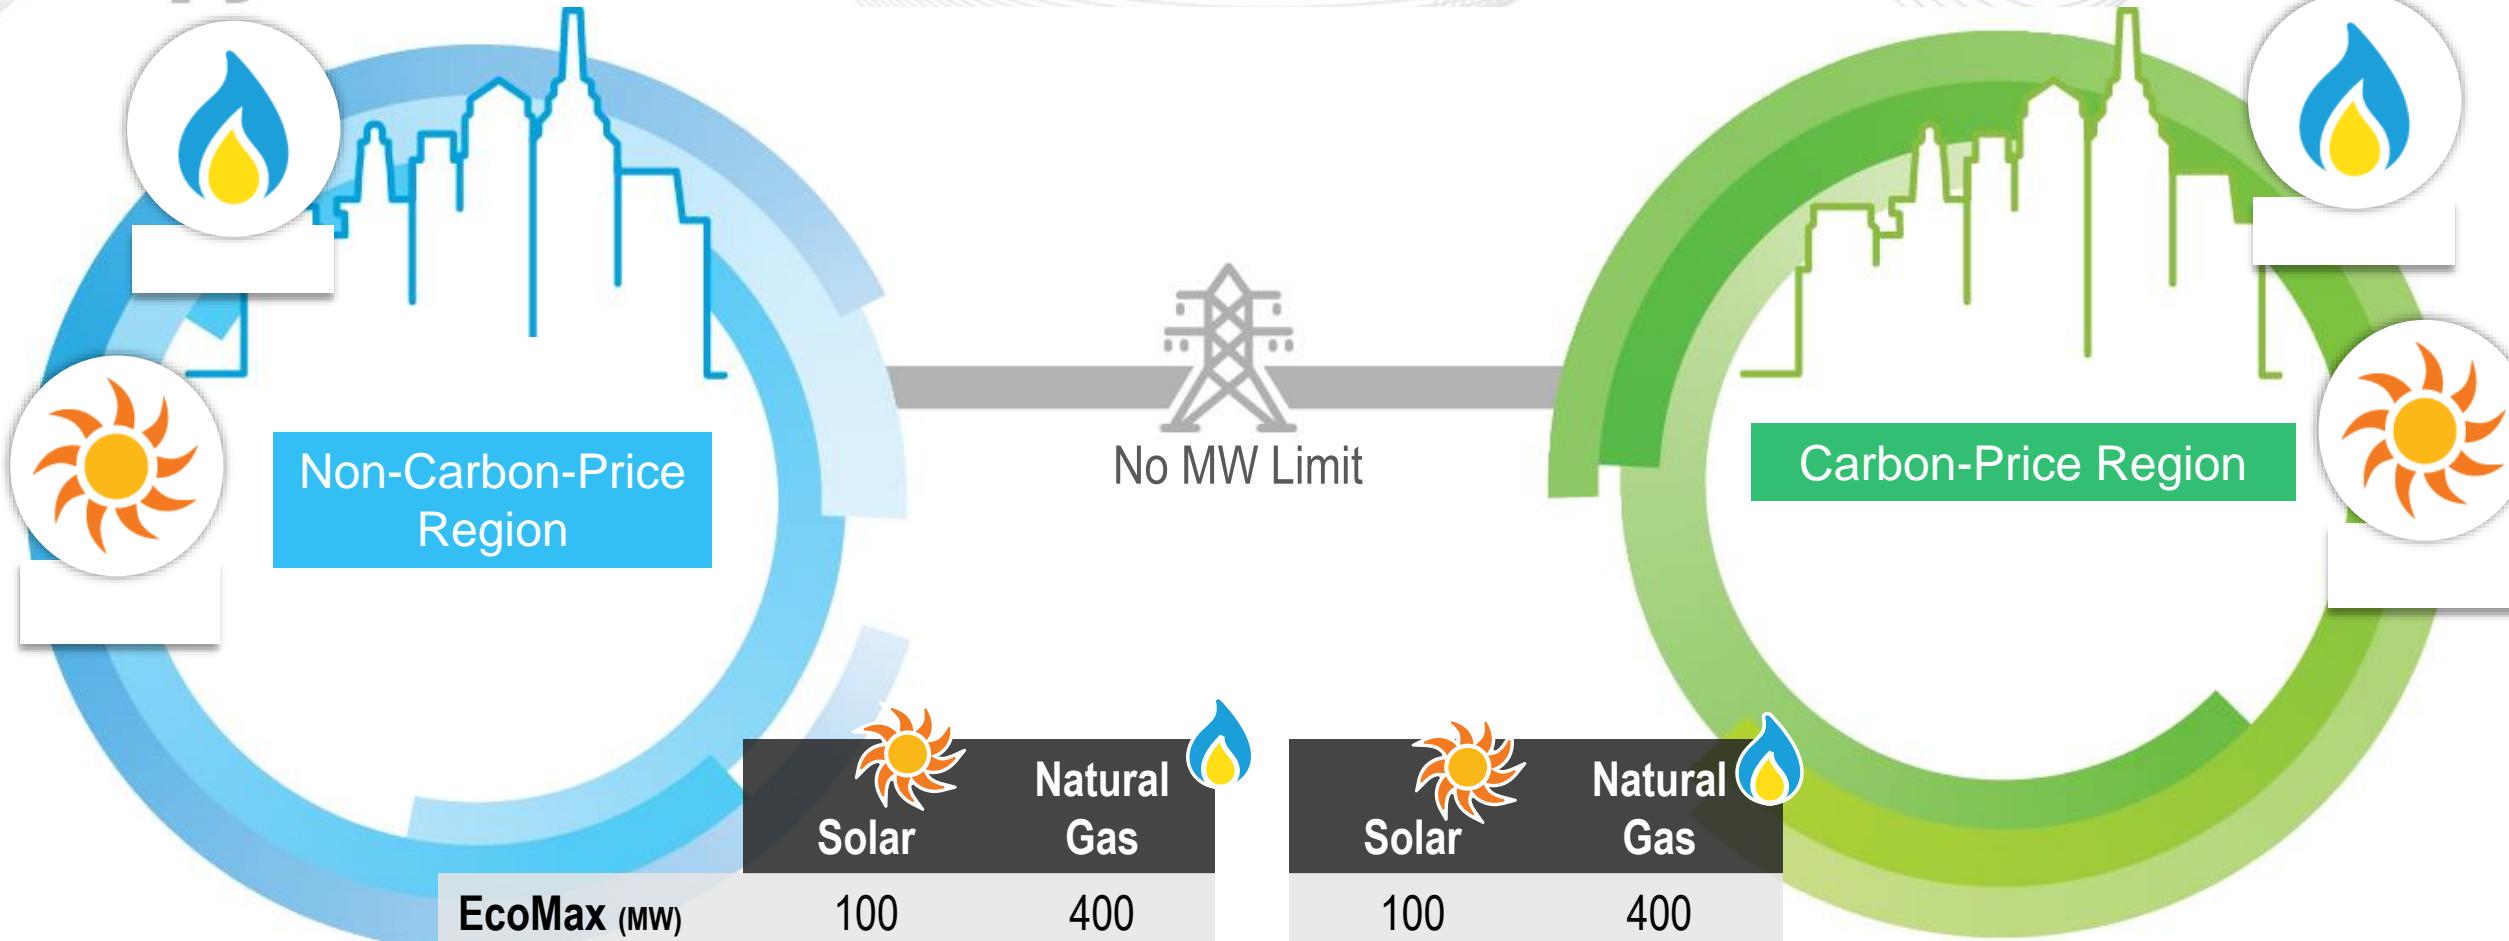 Non-Carbon-Price
Region
No MW Limit
Carbon-Price Region
Solar
Natural
Gas
Solar
Natural
Gas
EcoMax (MW) 100 400 100 400